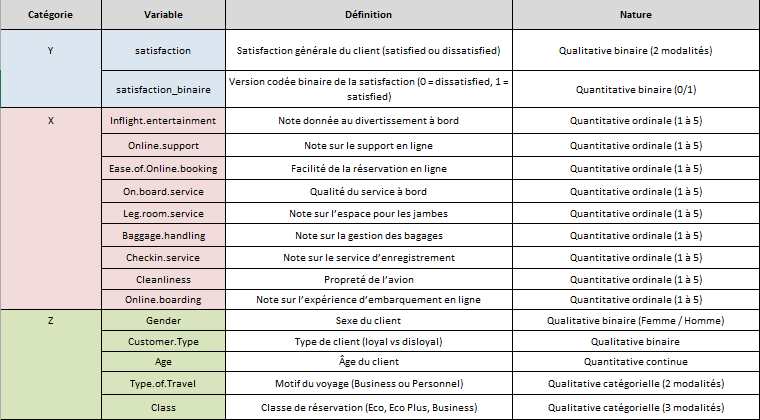 Catégorie Variable Définition Nature
Y satisfaction Satisfaction générale du client (satisfied ou dissatisfied) Qualitative binaire (2 modalités)
satisfaction_binaire Version codée binaire de la satisfaction (0 = dissatisfied, 1 = satisfied) Quantitative binaire (0/1)
X Inflight.entertainment Note donnée au divertissement à bord Quantitative ordinale (1 à 5)
Online.support Note sur le support en ligne Quantitative ordinale (1 à 5)
Ease.of.Online.booking Facilité de la réservation en ligne Quantitative ordinale (1 à 5)
On.board.service Qualité du service à bord Quantitative ordinale (1 à 5)
Leg.room.service Note sur l'espace pour les jambes Quantitative ordinale (1 à 5)
Baggage.handling Note sur la gestion des bagages Quantitative ordinale (1 à 5)
Checkin.service Note sur le service d'enregistrement Quantitative ordinale (1 à 5)
Cleanliness Propreté de l'avion Quantitative ordinale (1 à 5)
Online.boarding Note sur l'expérience d'embarquement en ligne Quantitative ordinale (1 à 5)
Z Gender Sexe du client Qualitative binaire (Femme / Homme)
Customer.Type Type de client (loyal vs disloyal) Qualitative binaire
Age Âge du client Quantitative continue
Type.of.Travel Motif du voyage (Business ou Personnel) Qualitative catégorielle (2 modalités)
Class Classe de réservation (Eco, Eco Plus, Business) Qualitative catégorielle (3 modalités)